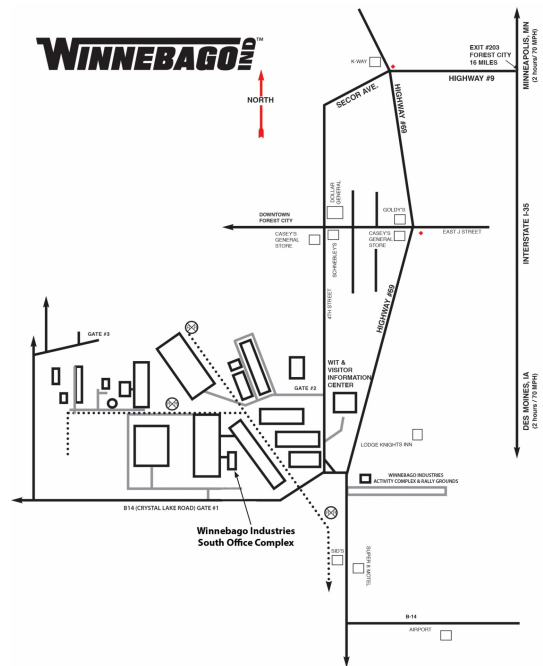 WINNEBAGO IND™
NORTH
K-WAY
EXIT #203
FOREST CITY
16 MILES
HIGHWAY #9
MINNEAPOLIS, MN
(2 hours/ 70 MPH)
SECOR AVE.
HIGHWAY #69
DOLLAR
GENERAL
GOLDY'S
DOWNTOWN
FOREST CITY
CASEY'S
GENERAL
STORE
SCHNEBLEY'S
CASEY'S
GENERAL
STORE
EAST J STREET
INTERSTATE I-35
4TH STREET
HIGHWAY #69
GATE #3
WIT &
VISITOR
INFORMATION
CENTER
GATE #2
DES MOINES, IA
(2 hours / 70 MPH)
LODGE KNIGHTS INN
WINNEBAGO INDUSTRIES
ACTIVITY COMPLEX & RALLY GROUNDS
B14 (CRYSTAL LAKE ROAD) GATE #1
Winnebago Industries
South Office Complex
SID'S
SUPER 8 MOTEL
B-14
AIRPORT